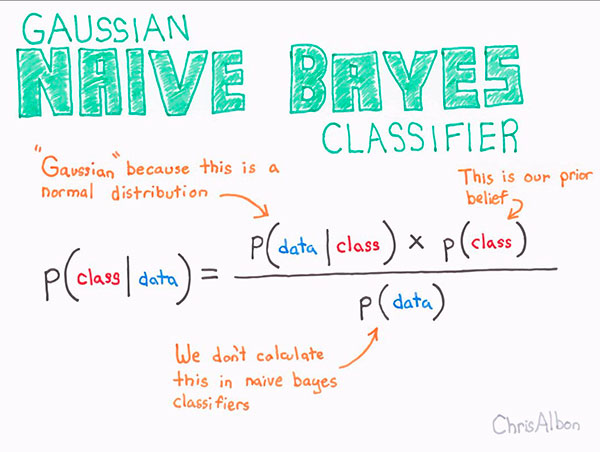 GAUSSIAN
NAIVE BAYES
CLASSIFIER
"Gaussian" because this is a
normal distribution
This is our prior
belief
p(class|data) = p(data|class) × p(class)
p(data)
We don't calculate
this in naive bayes
classifiers
ChrisAlbon